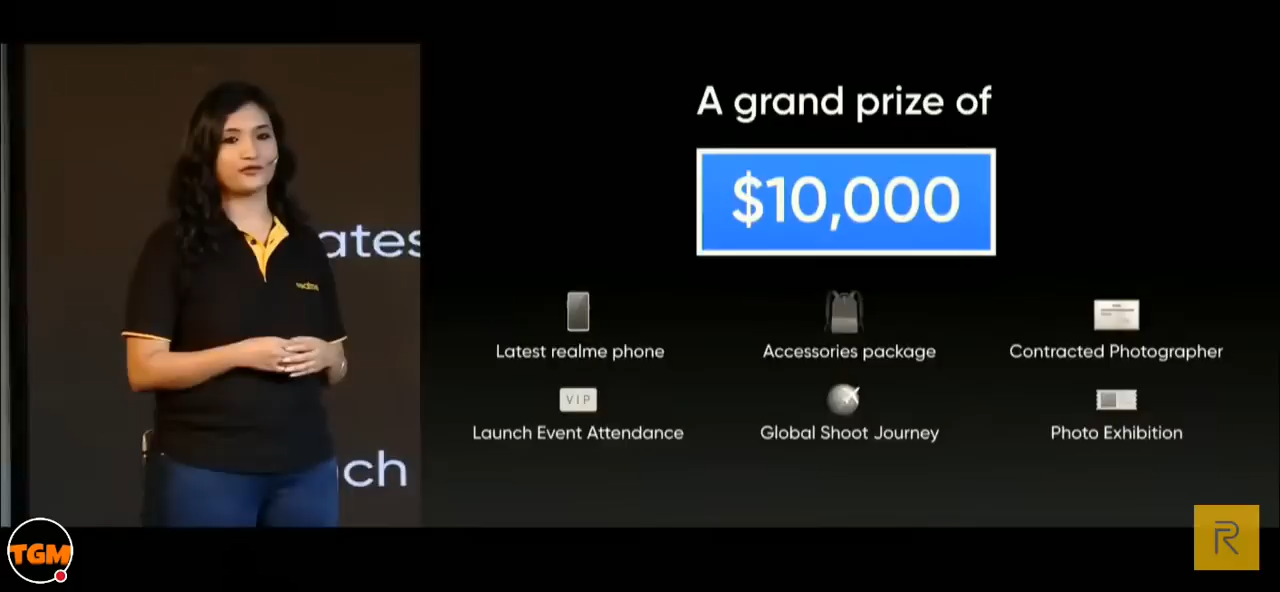 A grand prize of
$10,000
Latest realme phone
Accessories package
Contracted Photographer
VIP
Launch Event Attendance
Global Shoot Journey
Photo Exhibition
ates
realme
ch
TGM
R